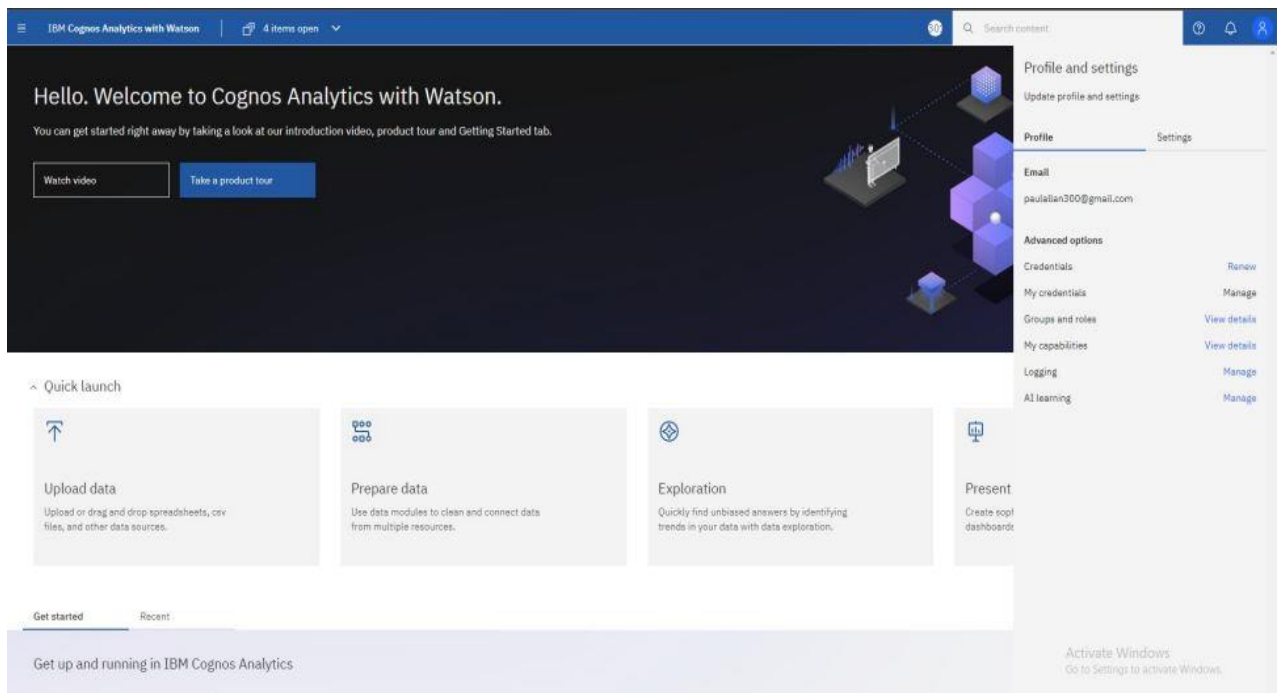 IBM Cognos Analytics with Watson
4 items open
Search content
Hello. Welcome to Cognos Analytics with Watson.
You can get started right away by taking a look at our introduction video, product tour and Getting Started tab.
Watch video
Take a product tour
Profile and settings
Update profile and settings
Profile Settings
Email
paulallan300@gmail.com
Advanced options
Credentials Renew
My credentials Manage
Groups and roles View details
My capabilities View details
Logging Manage
AI learning Manage
Quick launch
Upload data
Upload or drag and drop spreadsheets, csv
files, and other data sources.
Prepare data
Use data modules to clean and connect data
from multiple resources.
Exploration
Quickly find unbiased answers by identifying
trends in your data with data exploration.
Present
Create soph
dashboards
Get started Recent
Get up and running in IBM Cognos Analytics
Activate Windows
Go to Settings to activate Windows.